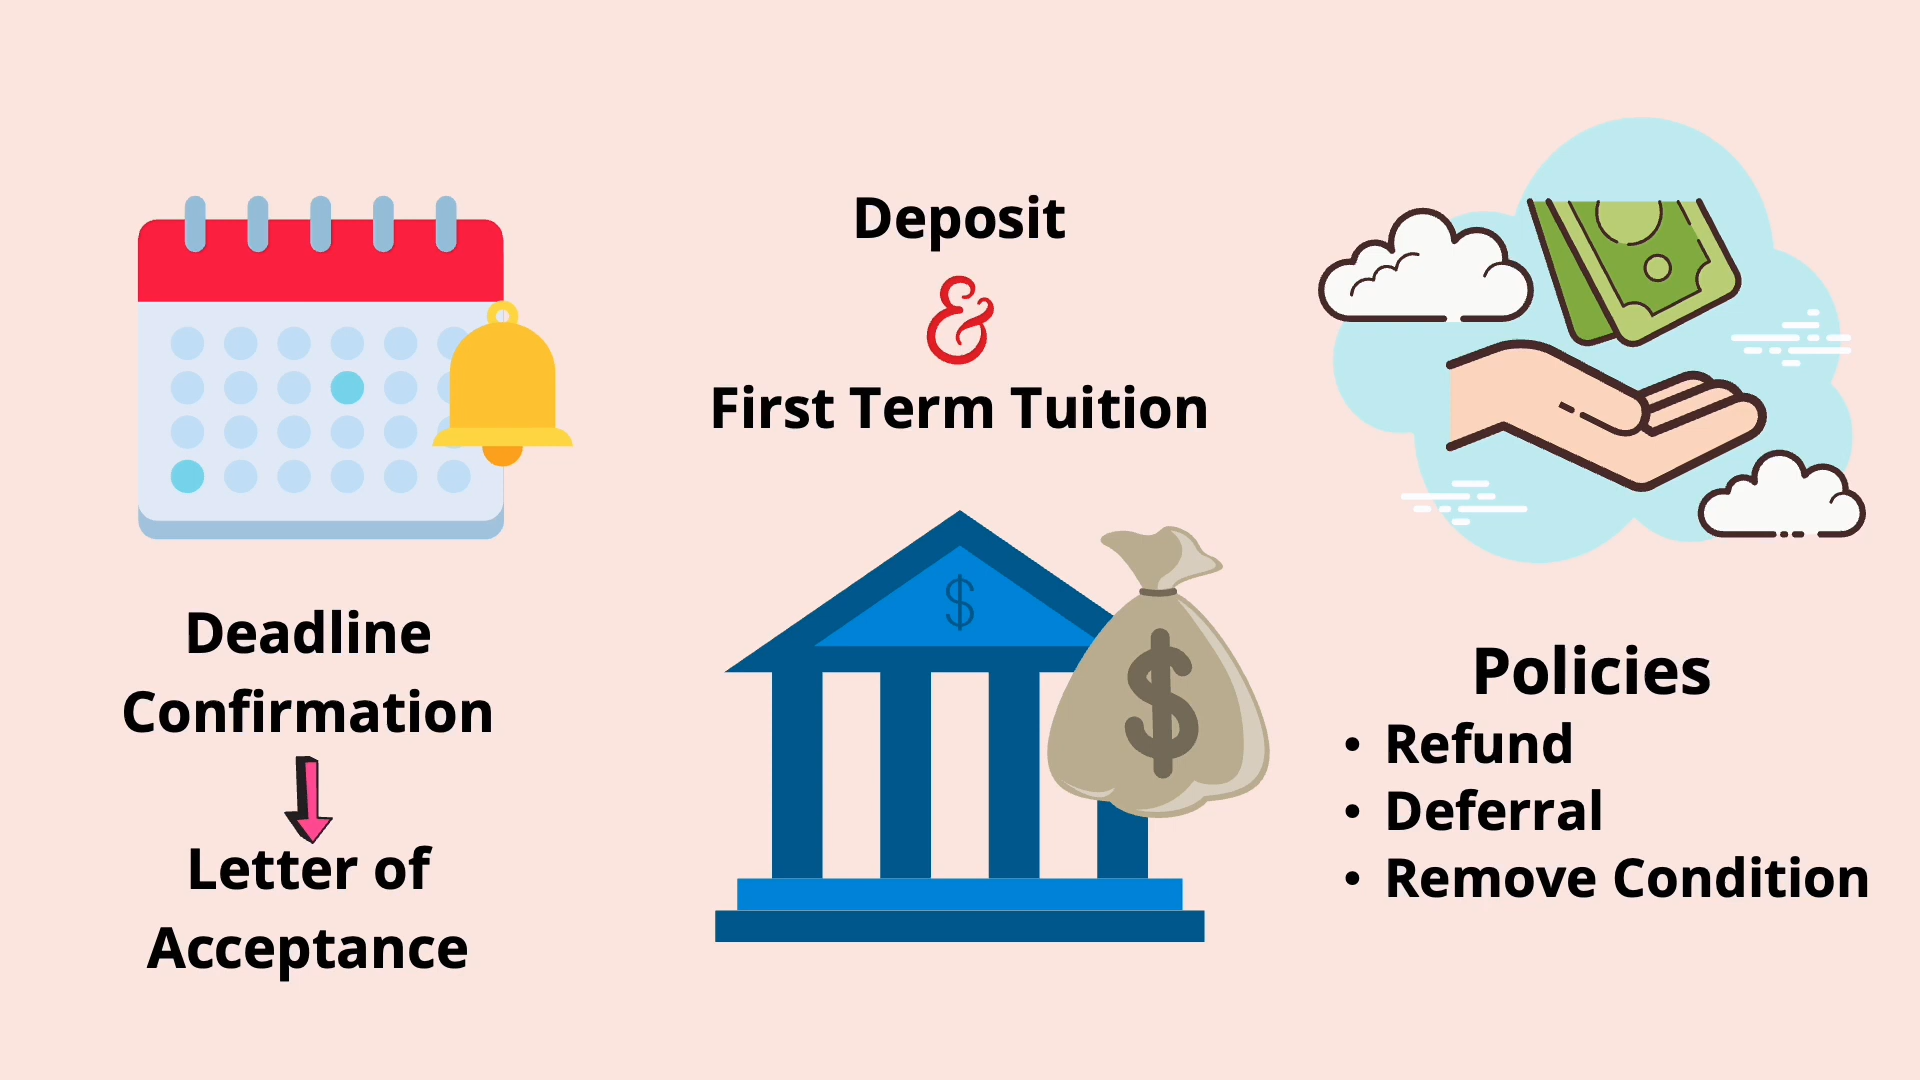 Deadline
Confirmation
Letter of
Acceptance
Deposit
&
First Term Tuition
$
$
Policies
• Refund
• Deferral
• Remove Condition